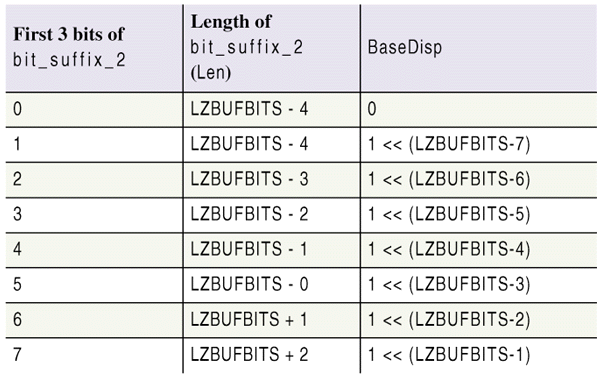 First 3 bits of bit_suffix_2 Length of bit_suffix_2 (Len) BaseDisp
0 LZBUFBITS - 4 0
1 LZBUFBITS - 4 1 << (LZBUFBITS-7)
2 LZBUFBITS - 3 1 << (LZBUFBITS-6)
3 LZBUFBITS - 2 1 << (LZBUFBITS-5)
4 LZBUFBITS - 1 1 << (LZBUFBITS-4)
5 LZBUFBITS - 0 1 << (LZBUFBITS-3)
6 LZBUFBITS + 1 1 << (LZBUFBITS-2)
7 LZBUFBITS + 2 1 << (LZBUFBITS-1)